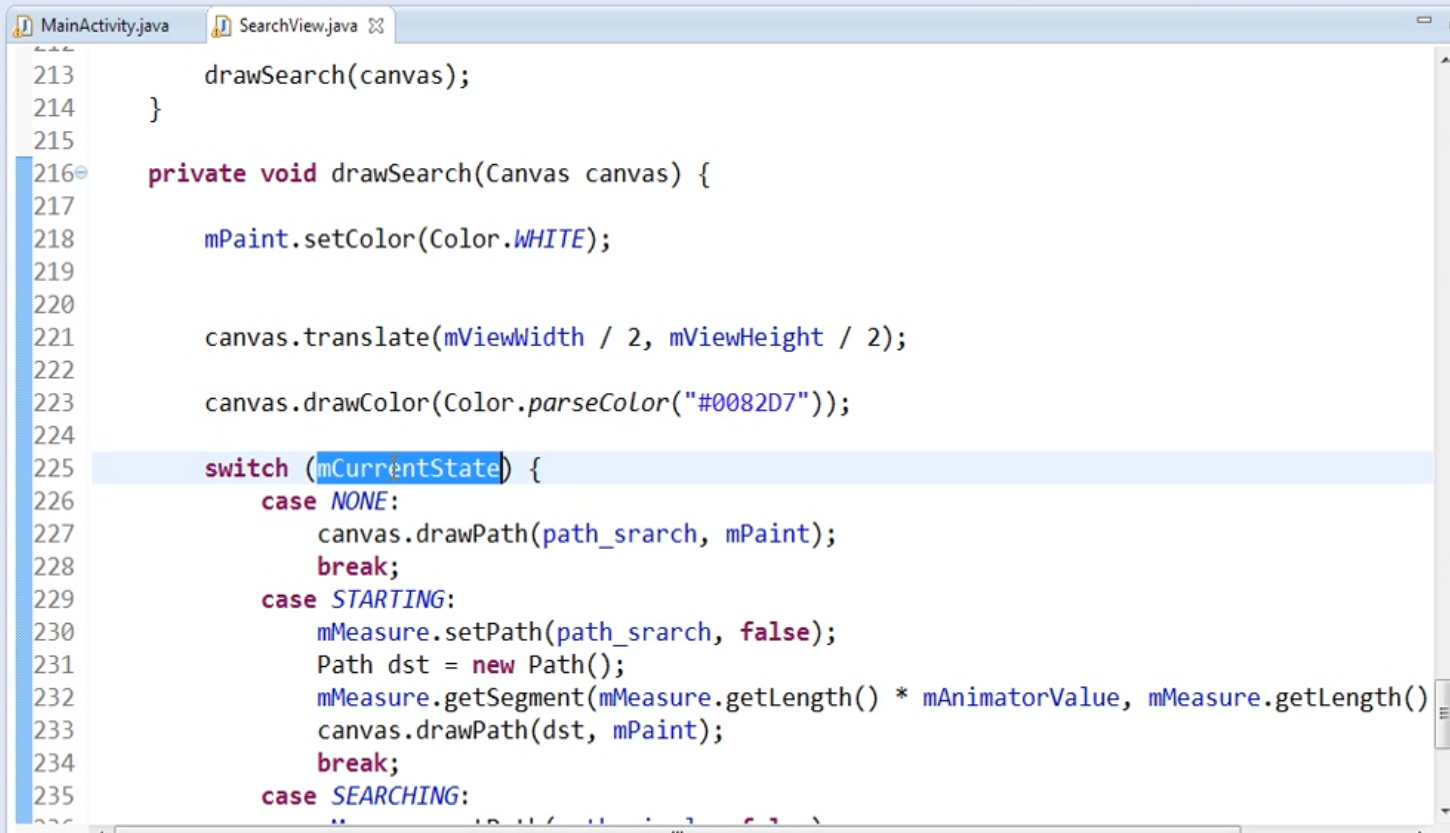 MainActivity.java SearchView.java
213 drawSearch(canvas);
214 }
215
216 private void drawSearch(Canvas canvas) {
217
218 mPaint.setColor(Color.WHITE);
219
220
221 canvas.translate(mViewWidth / 2, mViewHeight / 2);
222
223 canvas.drawColor(Color.parseColor("#0082D7"));
224
225 switch (mCurrentState) {
226 case NONE:
227 canvas.drawPath(path_srarch, mPaint);
228 break;
229 case STARTING:
230 mMeasure.setPath(path_srarch, false);
231 Path dst = new Path();
232 mMeasure.getSegment(mMeasure.getLength() * mAnimatorValue, mMeasure.getLength()
233 canvas.drawPath(dst, mPaint);
234 break;
235 case SEARCHING: